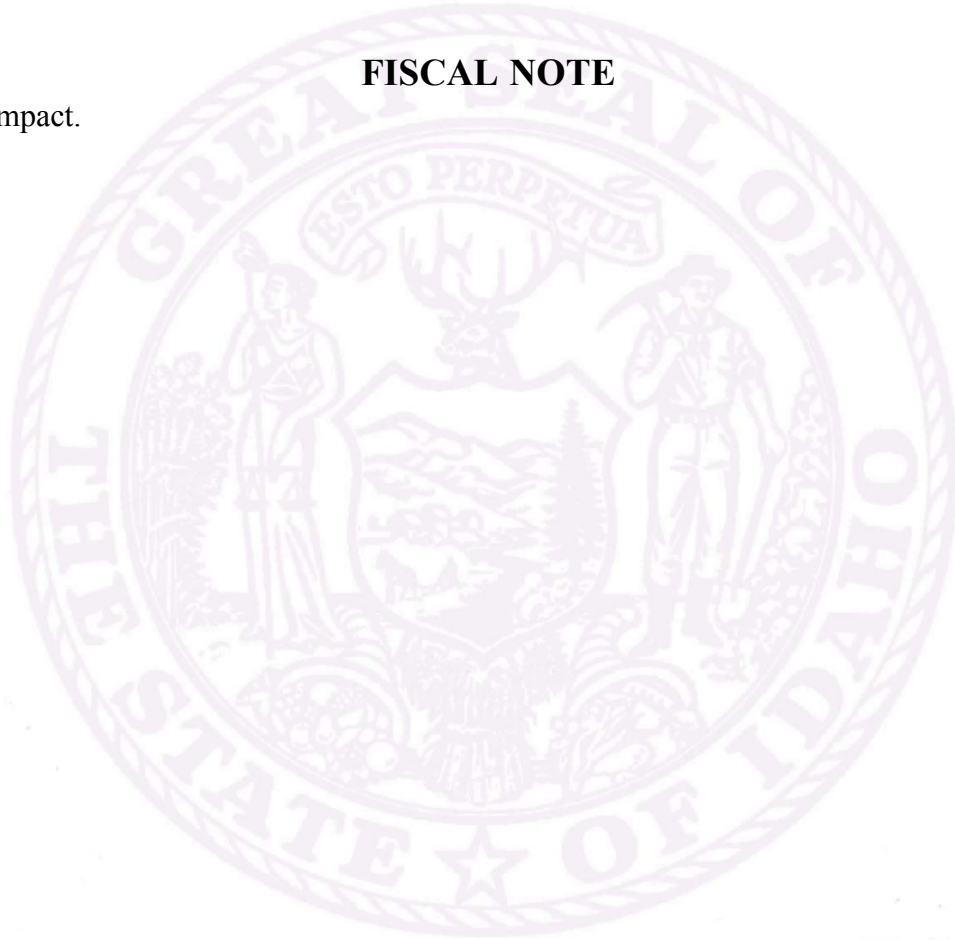 FISCAL NOTE
mpact.
GREAT SEAL OF
ESTO PERPETUA
THE STATE OF IDAHO